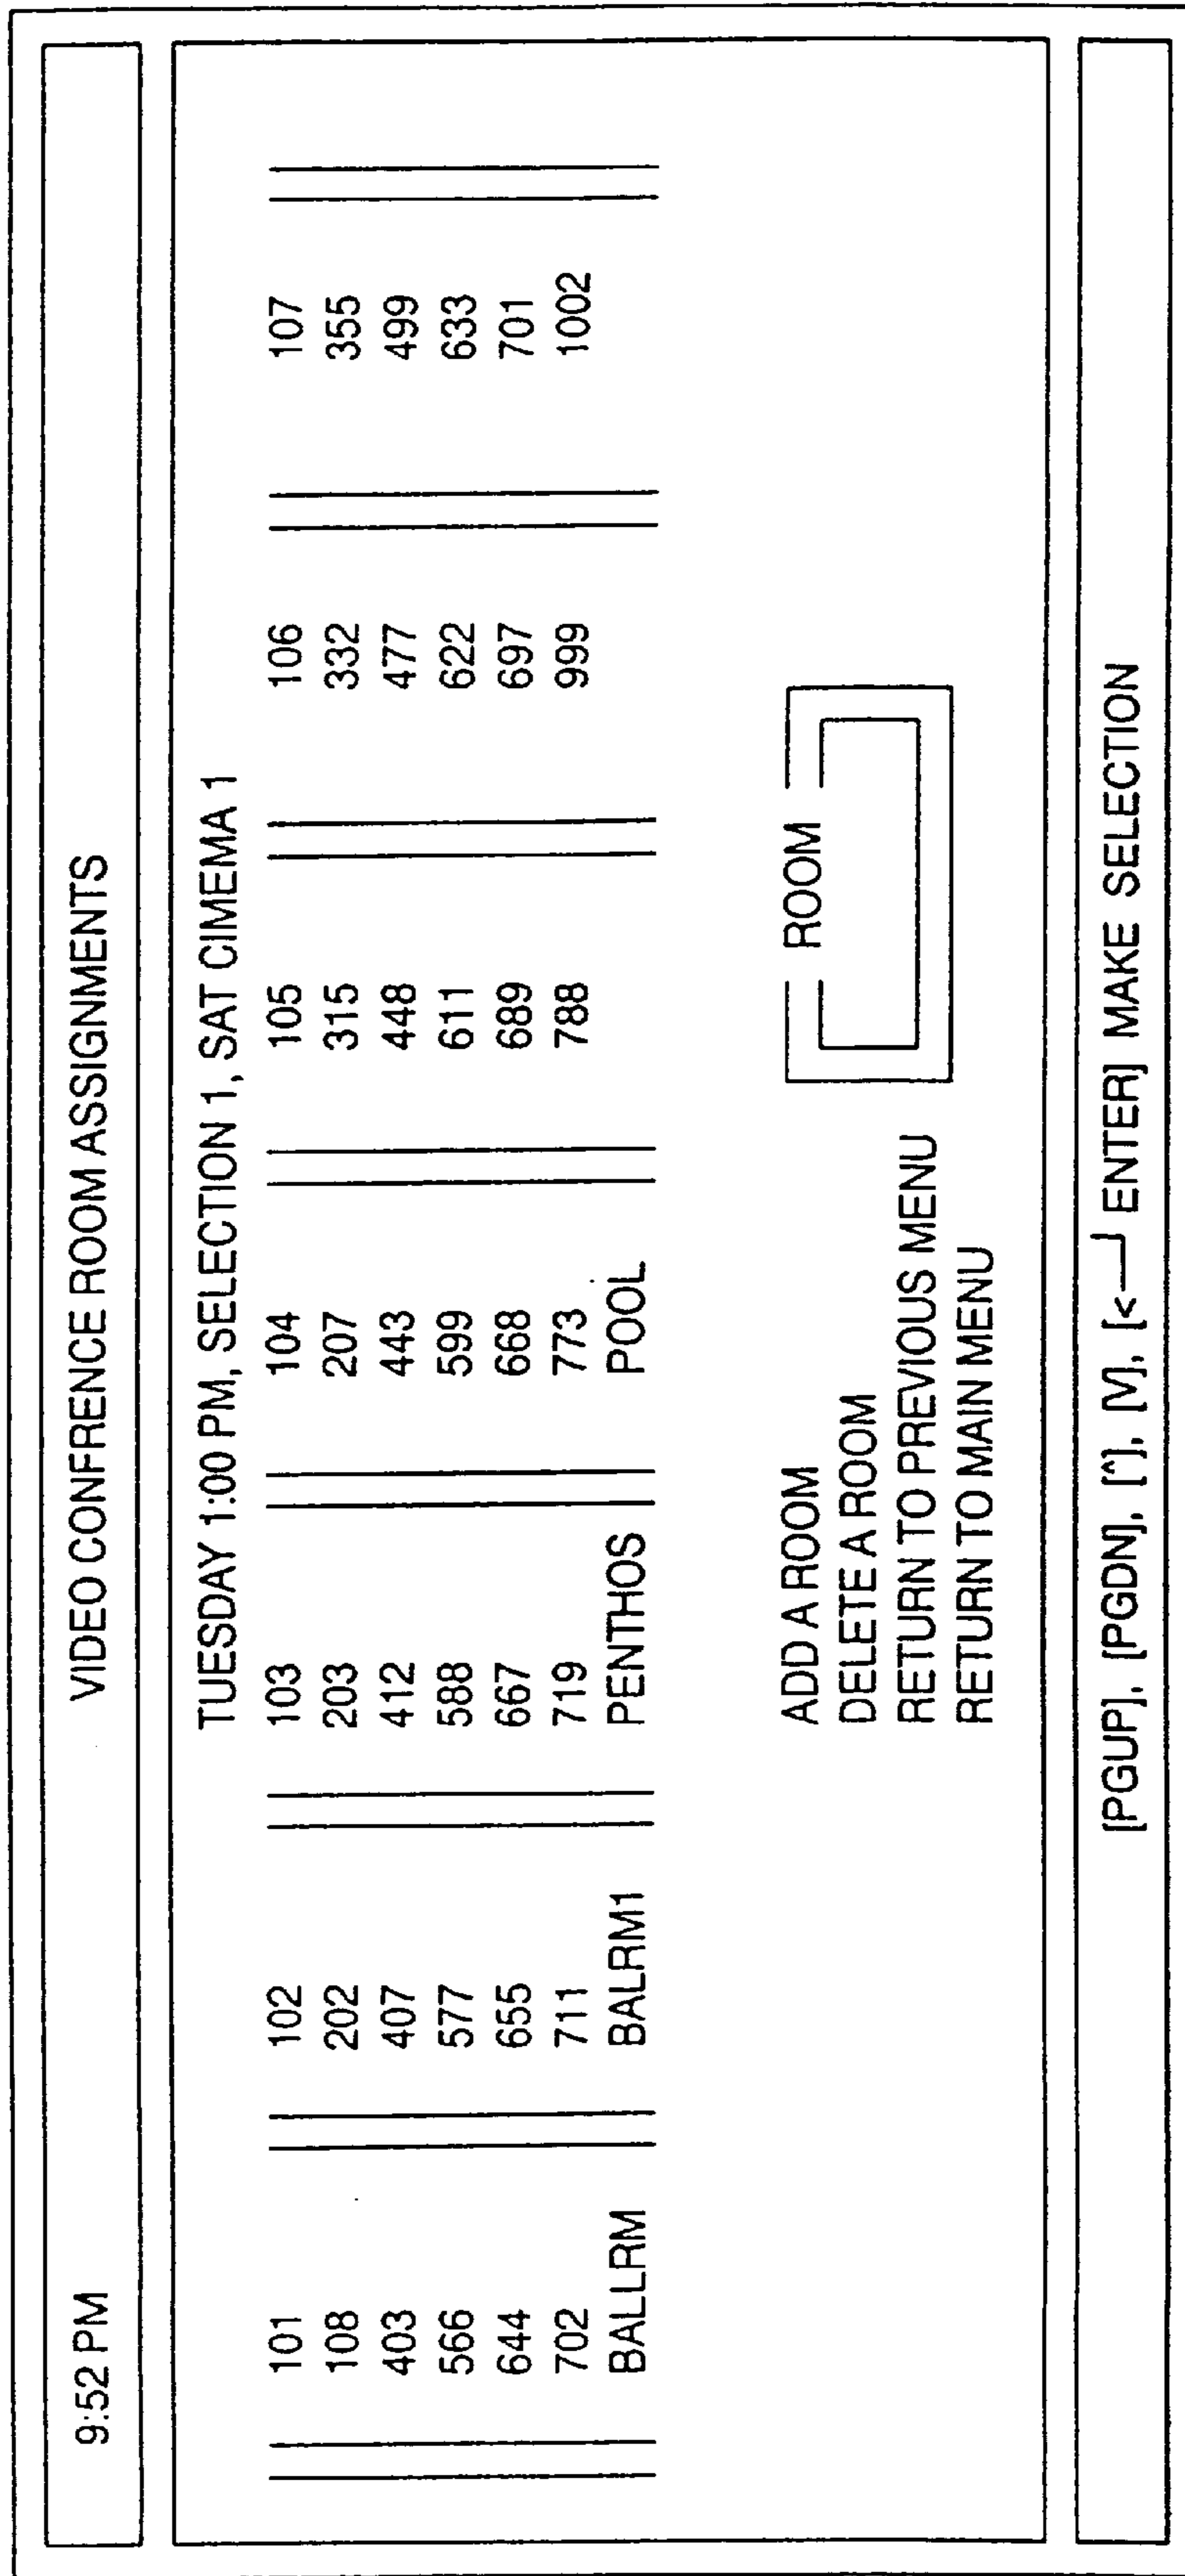 9:52 PM VIDEO CONFRENCE ROOM ASSIGNMENTS
TUESDAY 1:00 PM, SELECTION 1, SAT CIMEMA 1
101 102 103 104 105 106 107
108 202 203 207 315 332 355
403 407 412 443 448 477 499
566 577 588 599 611 622 633
644 655 667 668 689 697 701
702 711 719 773 788 999 1002
BALLRM BALRM1 PENTHOS POOL
ADD A ROOM
DELETE A ROOM
RETURN TO PREVIOUS MENU
RETURN TO MAIN MENU
ROOM
[PGUP], [PGDN], [^], [V], [<─┘ ENTER] MAKE SELECTION